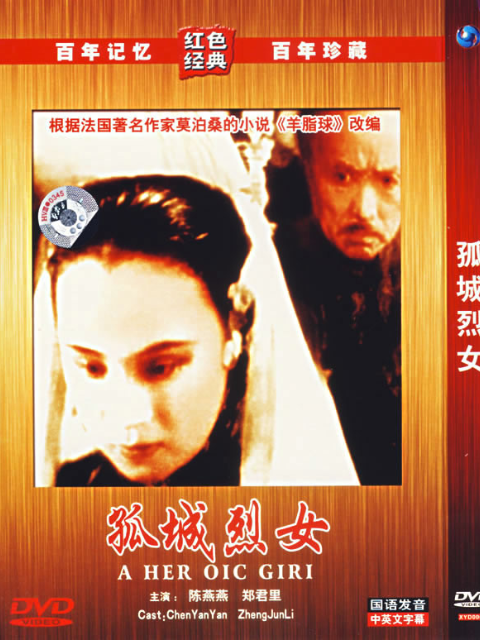 百年记忆
红色经典
百年珍藏
根据法国著名作家莫泊桑的小说《羊脂球》改编
孤城烈女
孤城烈女
A HER OIC GIRI
主演：陈燕燕 郑君里
Cast:ChenYanYan ZhengJunLi
国语发音
中英文字幕
DVD
VIDEO
DVD
VIDEO